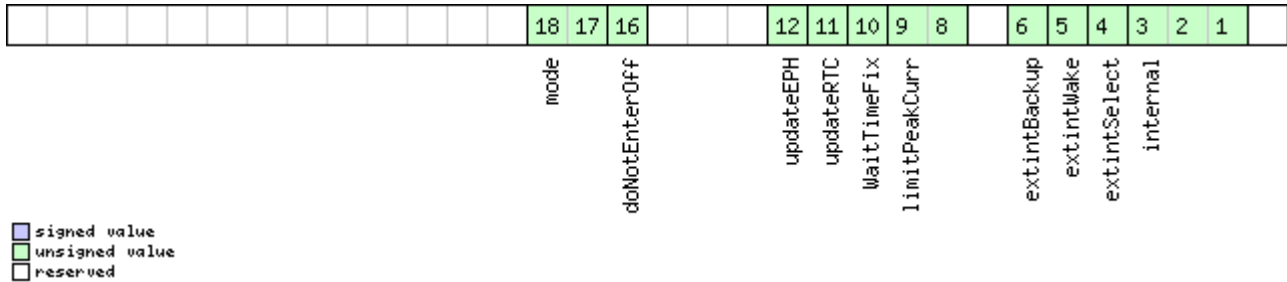 18 17 16 12 11 10 9 8 6 5 4 3 2 1
mode
doNotEnterOff
updateEPH
updateRTC
WaitTimeFix
limitPeakCurr
extintBackup
extintWake
extintSelect
internal
signed value
unsigned value
reserved